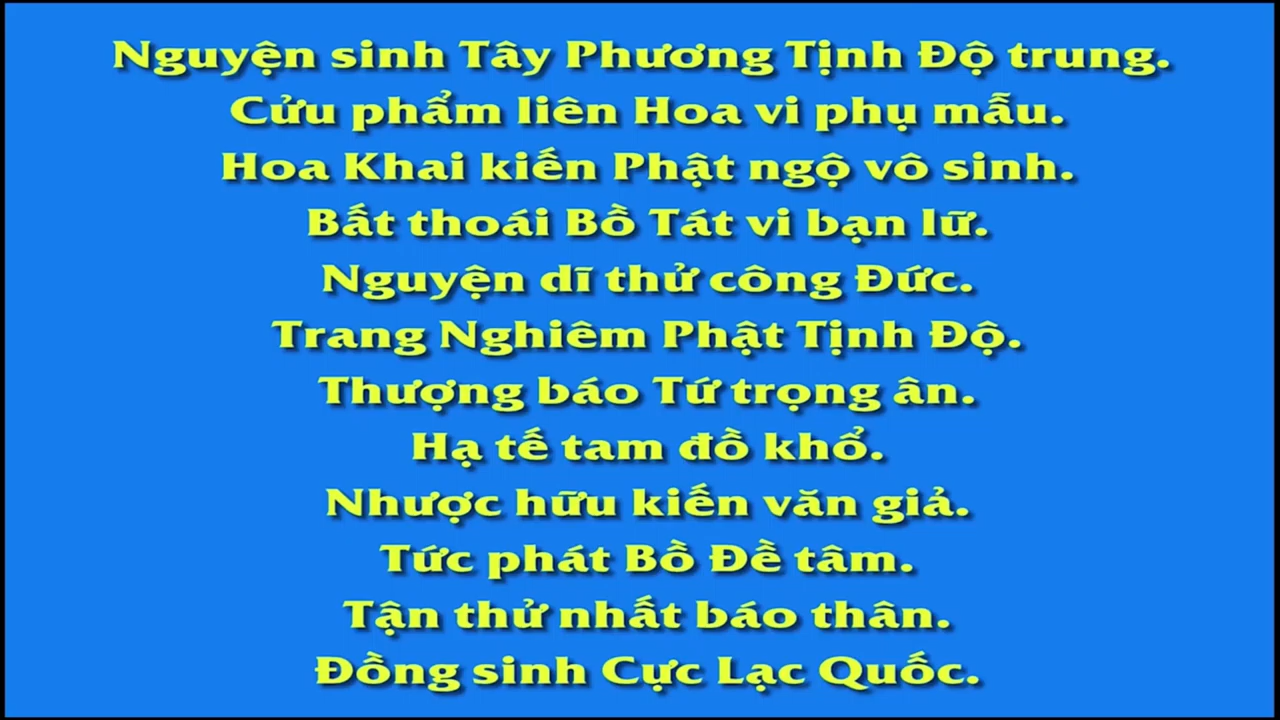 Nguyện sinh Tây Phương Tịnh Độ trung.
Cửu phẩm liên Hoa vi phụ mẫu.
Hoa Khai kiến Phật ngộ vô sinh.
Bất thoái Bồ Tát vi bạn lữ.
Nguyện dĩ thử công Đức.
Trang Nghiêm Phật Tịnh Độ.
Thượng báo Tứ trọng ân.
Hạ tế tam đồ khổ.
Nhược hữu kiến văn giả.
Tức phát Bồ Đề tâm.
Tận thử nhất báo thân.
Đồng sinh Cực Lạc Quốc.